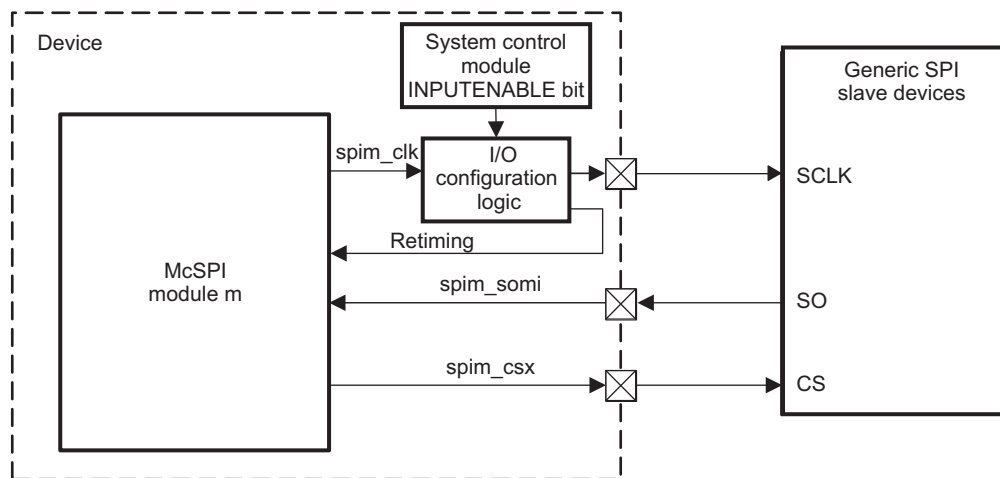 Device
System control
module
INPUTENABLE bit
Generic SPI
slave devices
spim_clk
I/O
configuration
logic
SCLK
Retiming
McSPI
module m
spim_somi
SO
spim_csx
CS